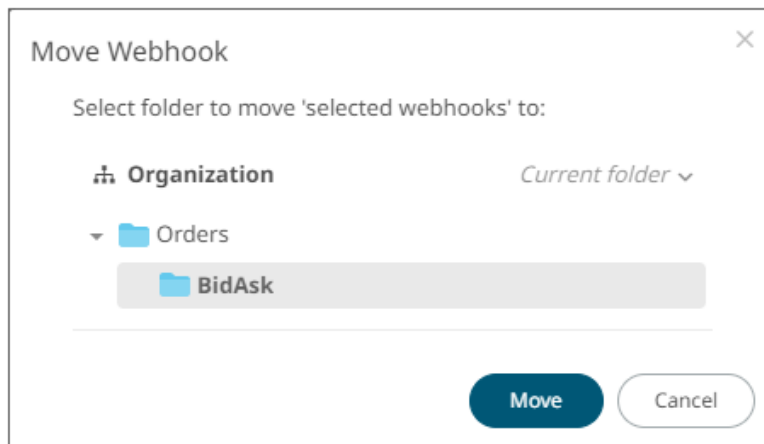 Move Webhook
Select folder to move 'selected webhooks' to:
Organization Current folder
Orders
BidAsk
Move Cancel